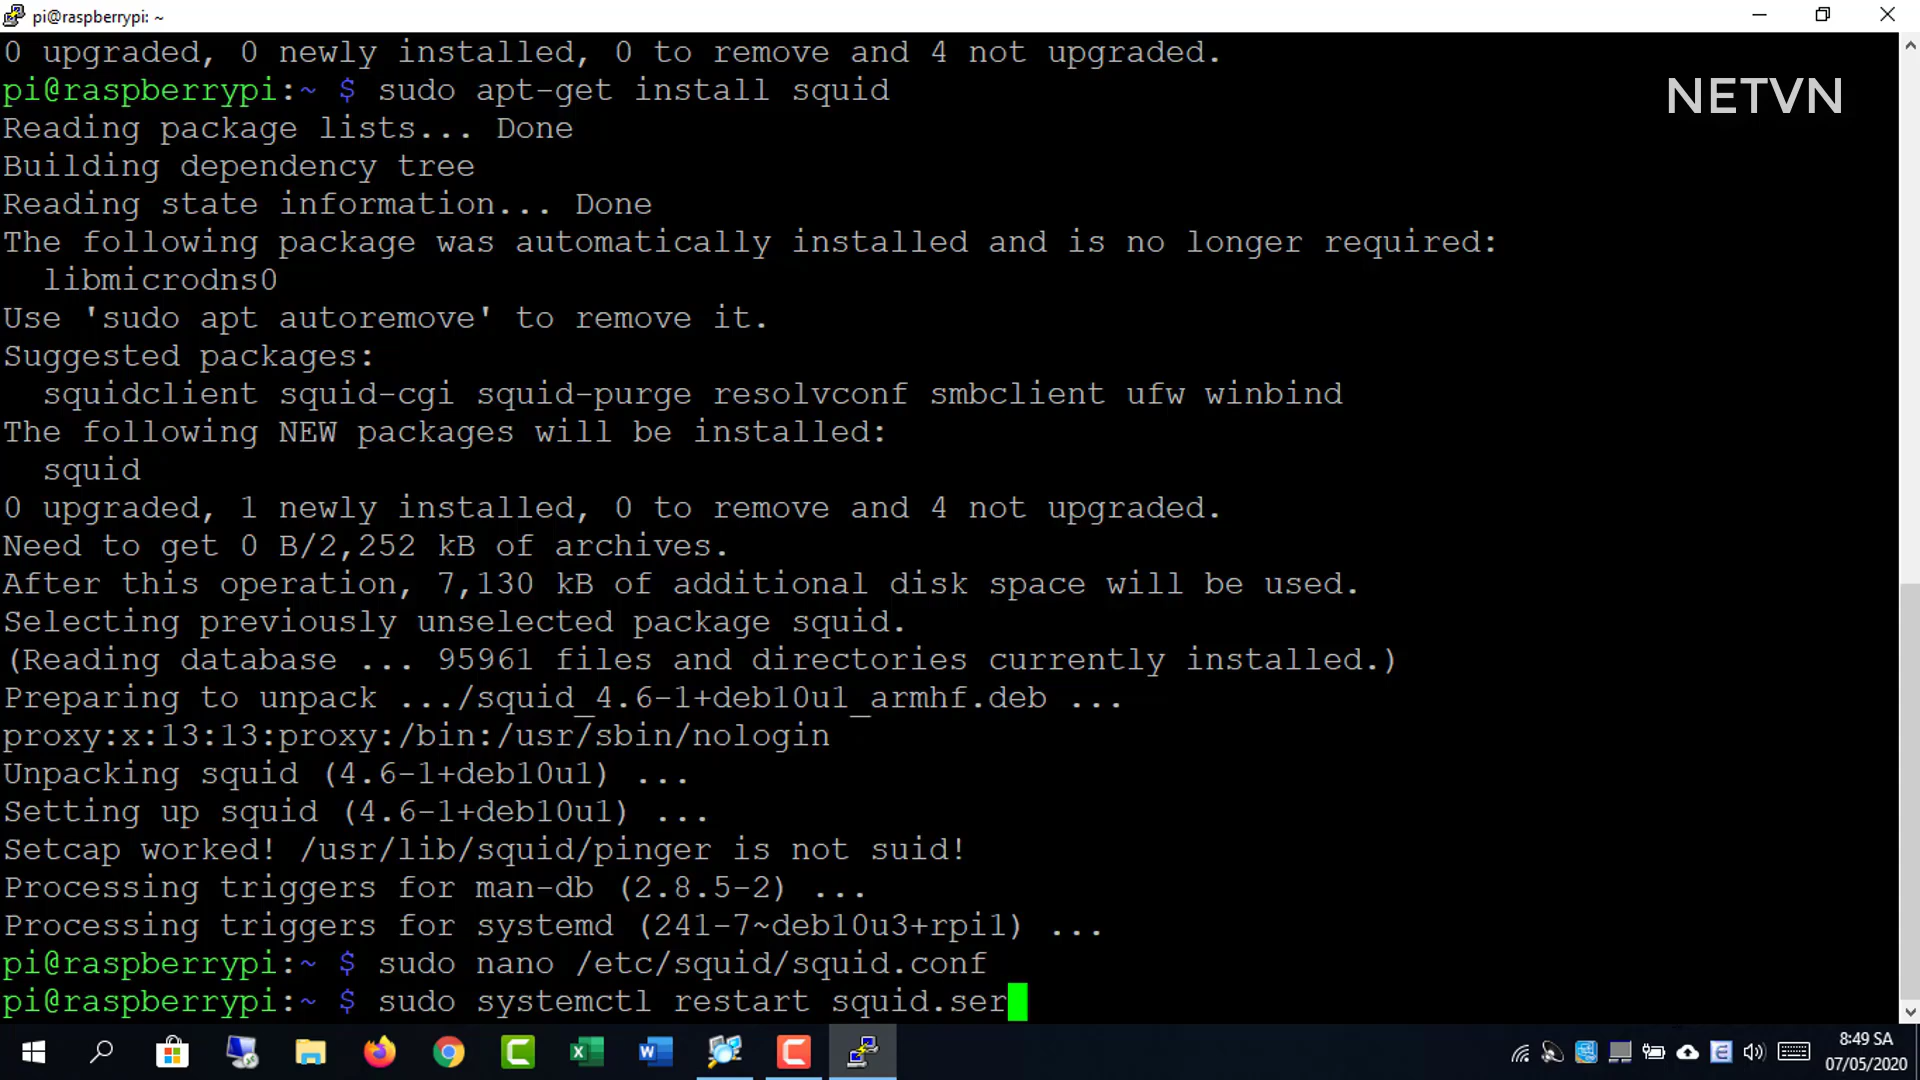 pi@raspberrypi: ~
0 upgraded, 0 newly installed, 0 to remove and 4 not upgraded.
pi@raspberrypi:~ $ sudo apt-get install squid
NETVN
Reading package lists... Done
Building dependency tree
Reading state information... Done
The following package was automatically installed and is no longer required:
  libmicrodns0
Use 'sudo apt autoremove' to remove it.
Suggested packages:
  squidclient squid-cgi squid-purge resolvconf smbclient ufw winbind
The following NEW packages will be installed:
  squid
0 upgraded, 1 newly installed, 0 to remove and 4 not upgraded.
Need to get 0 B/2,252 kB of archives.
After this operation, 7,130 kB of additional disk space will be used.
Selecting previously unselected package squid.
(Reading database ... 95961 files and directories currently installed.)
Preparing to unpack .../squid_4.6-1+deb10u1_armhf.deb ...
proxy:x:13:13:proxy:/bin:/usr/sbin/nologin
Unpacking squid (4.6-1+deb10u1) ...
Setting up squid (4.6-1+deb10u1) ...
Setcap worked! /usr/lib/squid/pinger is not suid!
Processing triggers for man-db (2.8.5-2) ...
Processing triggers for systemd (241-7~deb10u3+rpi1) ...
pi@raspberrypi:~ $ sudo nano /etc/squid/squid.conf
pi@raspberrypi:~ $ sudo systemctl restart squid.ser
8:49 SA
07/05/2020